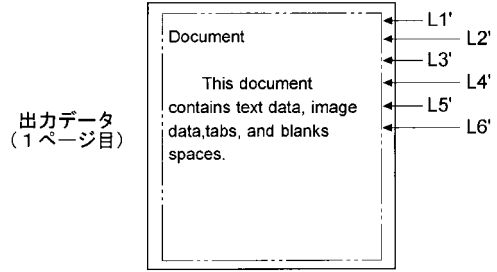 Document
This document
contains text data, image
data,tabs, and blanks
spaces.
出力データ
(1ページ目)
L1'
L2'
L3'
L4'
L5'
L6'